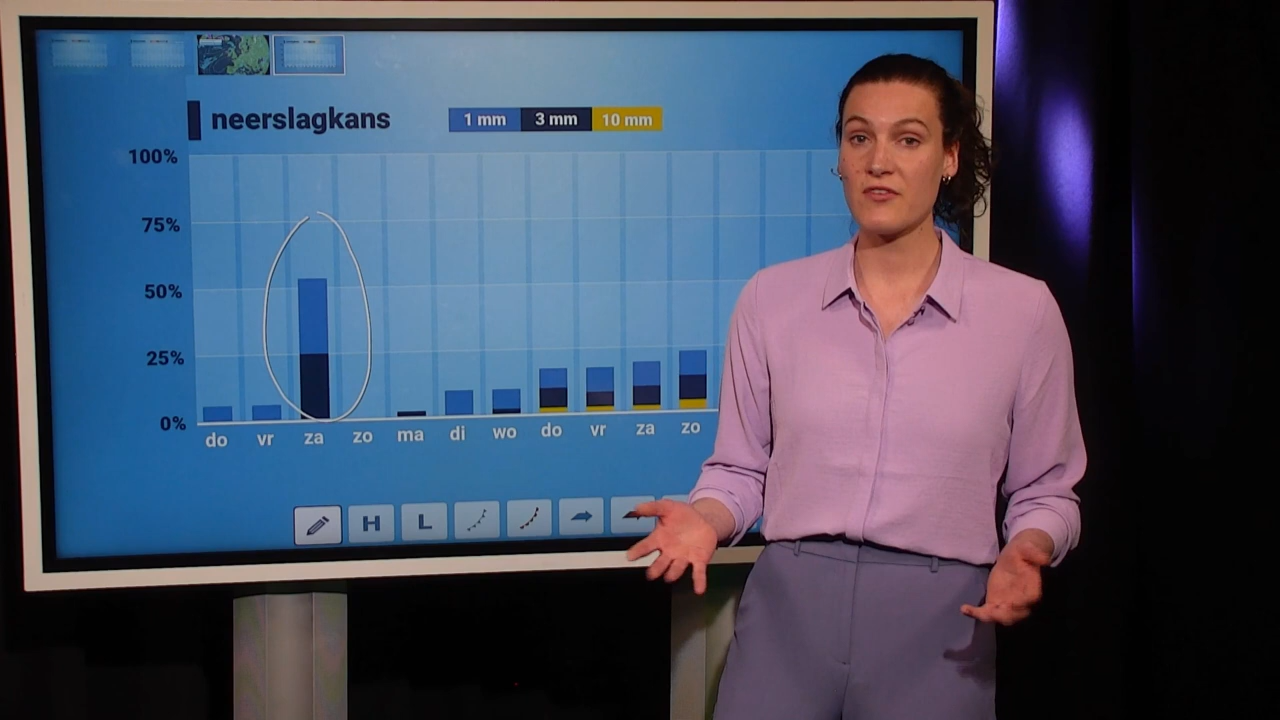 neerslagkans
1 mm 3 mm 10 mm
100%
75%
50%
25%
0%
do vr za zo ma di wo do vr za zo
H L